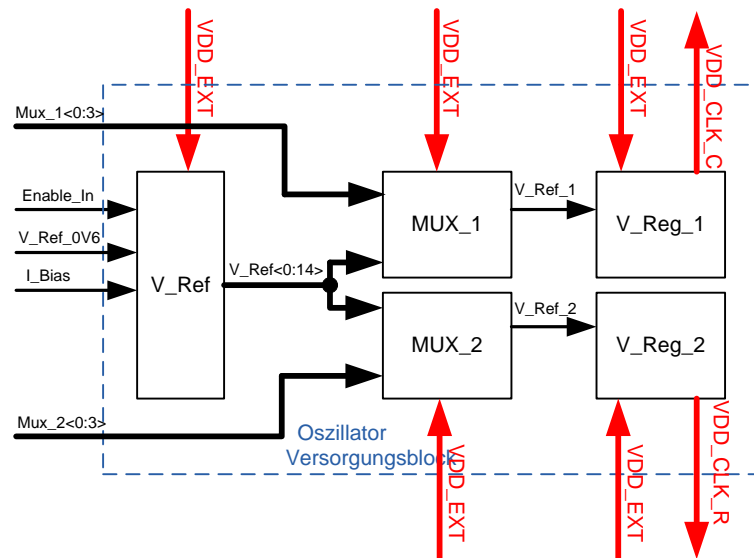 VDD_EXT
VDD_EXT
VDD_EXT
VDD_CLK_C
Mux_1<0:3>
Enable_In
V_Ref_0V6
I_Bias
V_Ref
V_Ref<0:14>
MUX_1
V_Ref_1
V_Reg_1
MUX_2
V_Ref_2
V_Reg_2
Mux_2<0:3>
Oszillator
Versorgungsblock
VDD_EXT
VDD_EXT
VDD_CLK_R